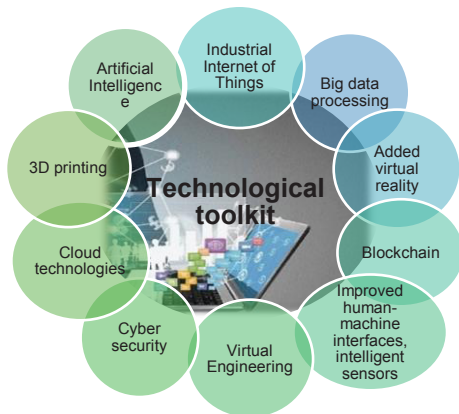 Technological
toolkit
Industrial
Internet of
Things
Big data
processing
Added
virtual
reality
Blockchain
Improved
human-
machine
interfaces,
intelligent
sensors
Virtual
Engineering
Cyber
security
Cloud
technologies
3D printing
Artificial
Intelligenc
e